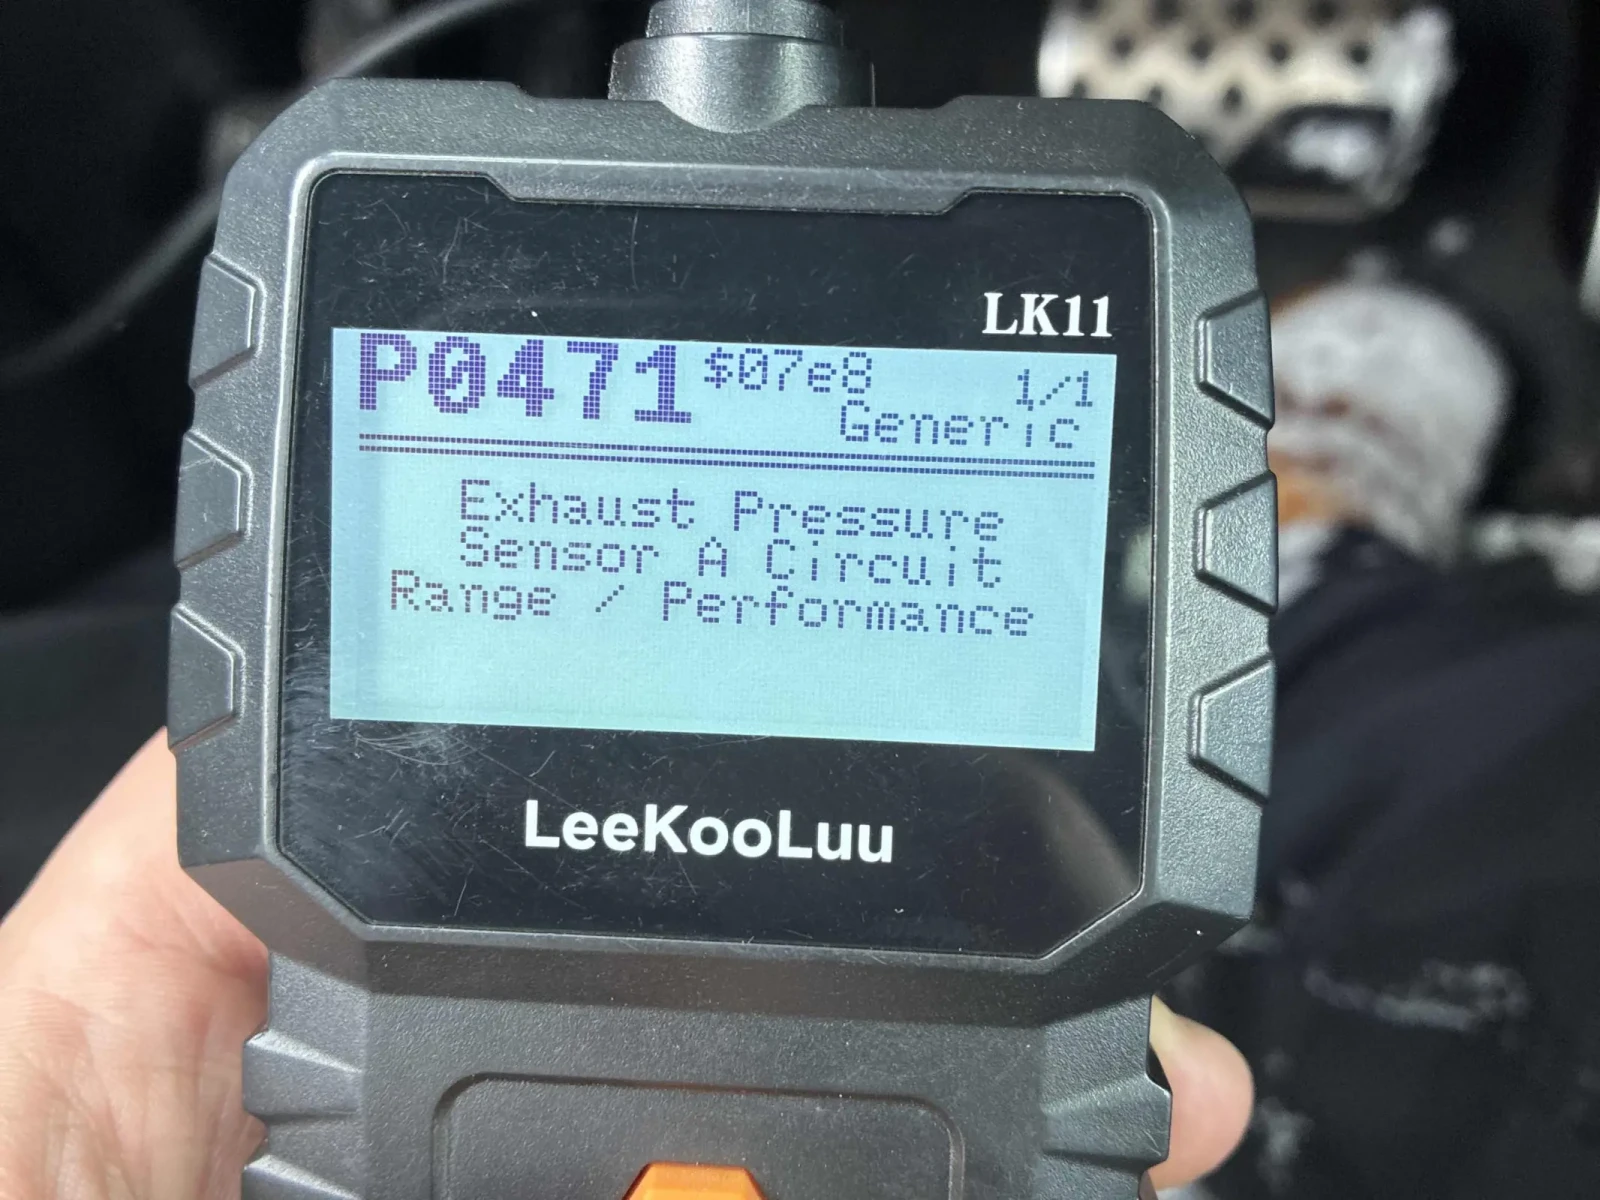 LK11
P0471 $07e8 1/1
Generic
Exhaust Pressure
Sensor A Circuit
Range / Performance
LeeKooLuu